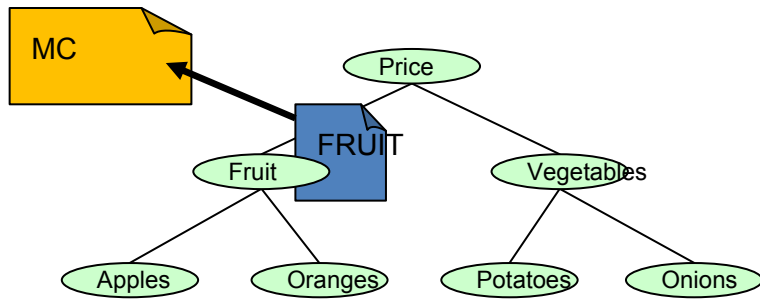 MC
Price
FRUIT
Fruit
Vegetables
Apples
Oranges
Potatoes
Onions